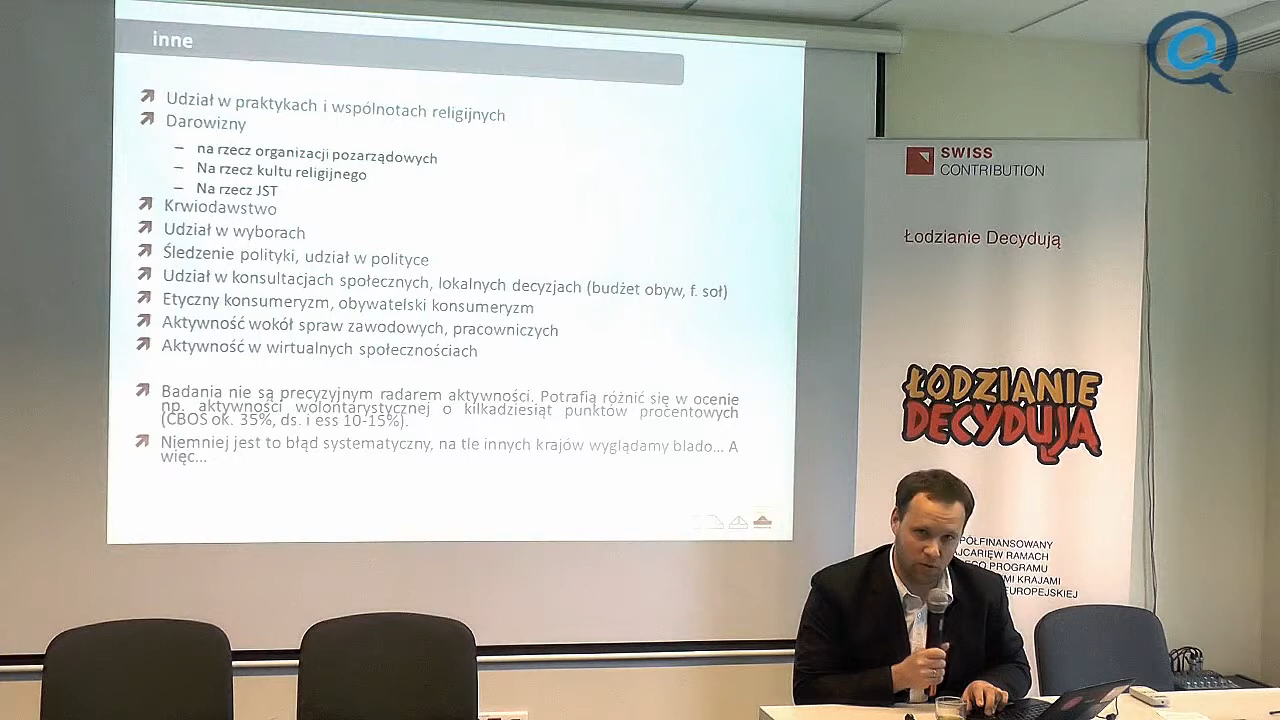 inne
Udział w praktykach i wspólnotach religijnych
Darowizny
– na rzecz organizacji pozarządowych
– Na rzecz kultu religijnego
– Na rzecz JST
Krwiodawstwo
Udział w wyborach
Śledzenie polityki, udział w polityce
Udział w konsultacjach społecznych, lokalnych decyzjach (budżet obyw, f. soł)
Etyczny konsumeryzm, obywatelski konsumeryzm
Aktywność wokół spraw zawodowych, pracowniczych
Aktywność w wirtualnych społecznościach
Badania nie są precyzyjnym radarem aktywności. Potrafią różnić się w ocenie
np. aktywności wolontarystycznej o kilkadziesiąt punktów procentowych
(CBOS ok. 35%, ds. i ess 10-15%).
Niemniej jest to błąd systematyczny, na tle innych krajów wyglądamy blado... A
więc...
SWISS
CONTRIBUTION
Łodzianie Decydują
ŁODZIANIE
DECYDUJĄ
PÓŁFINANSOWANY
AJCARIĘW RAMACH
EGO PROGRAMU
MI KRAJAMI
EUROPEJSKIEJ